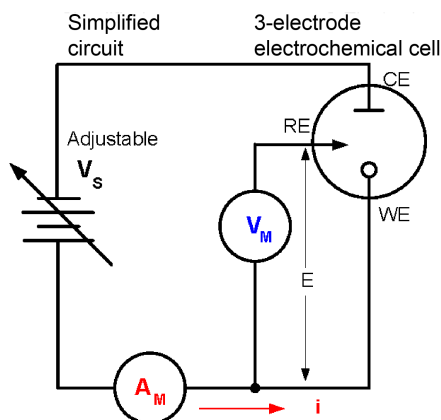 Simplified
circuit
3-electrode
electrochemical cell
CE
RE
Adjustable
Vs
WE
VM
E
AM
i